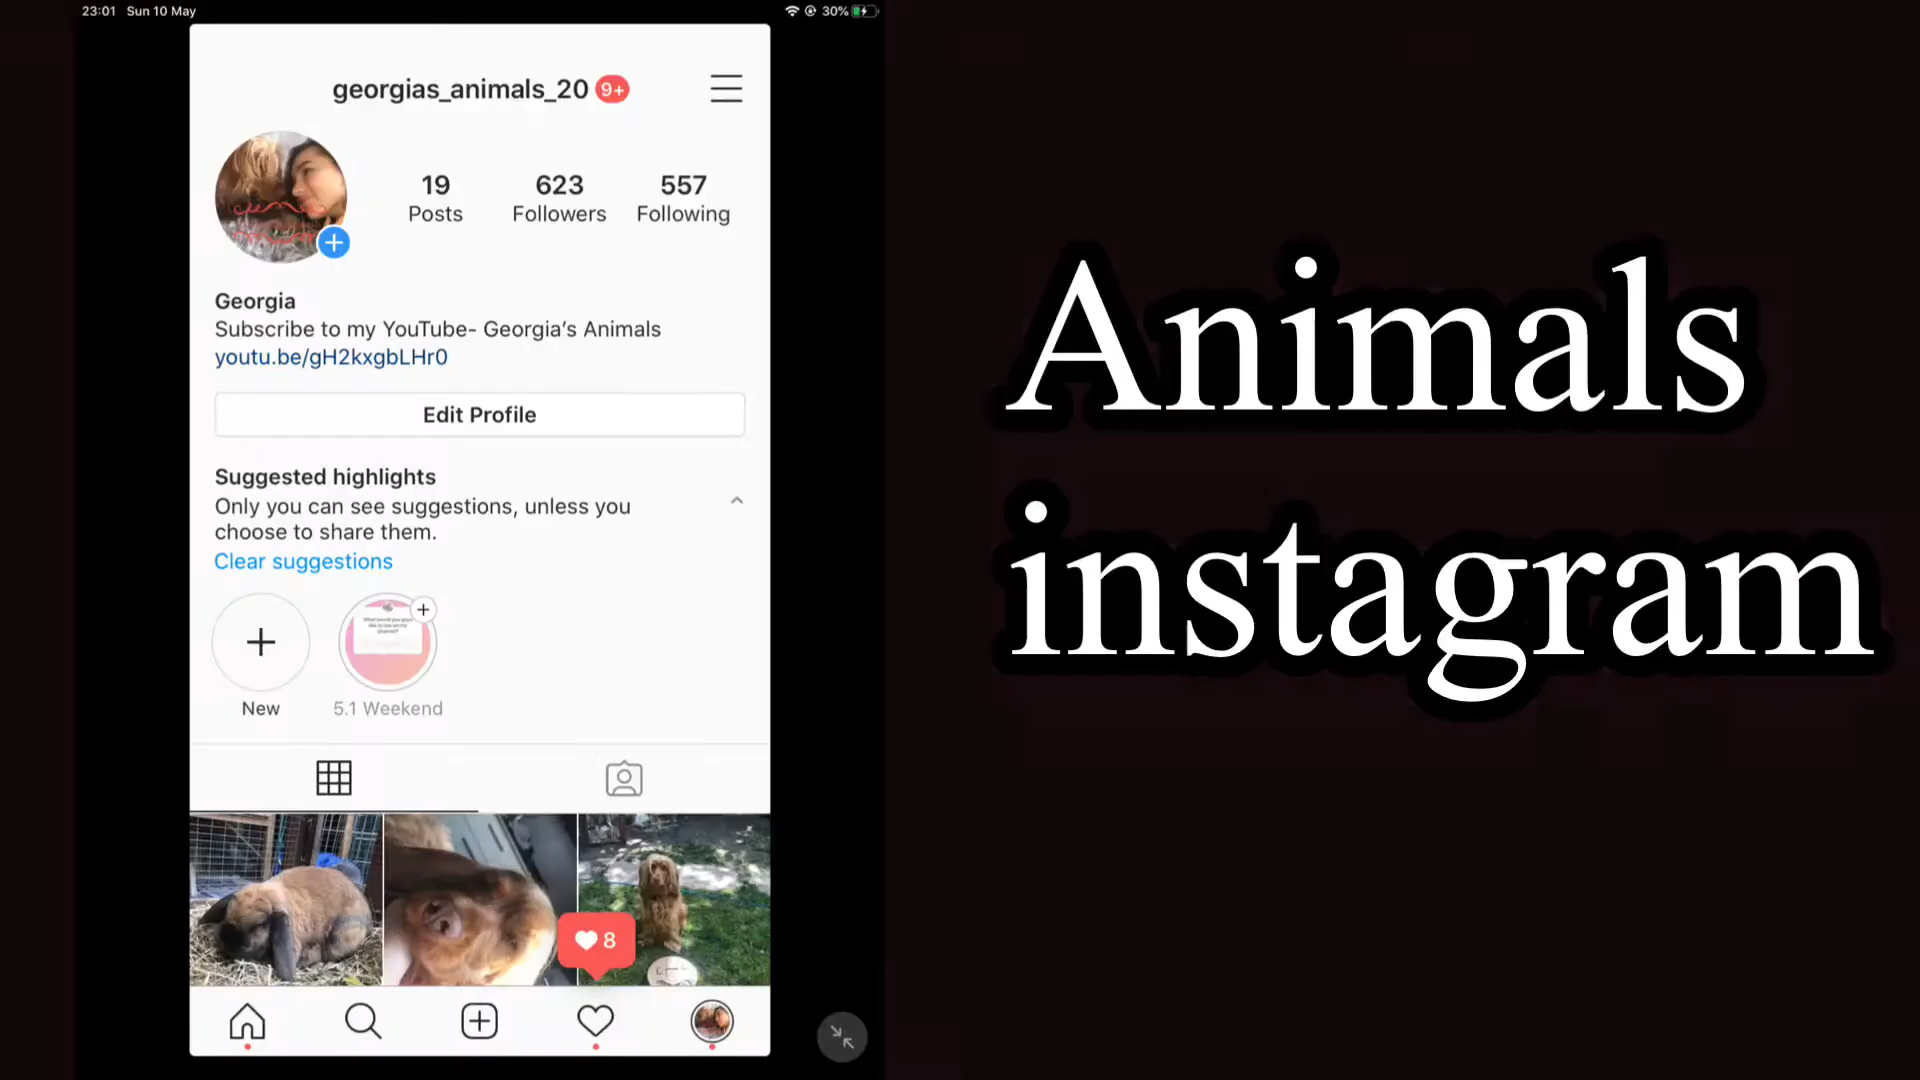 23:01 Sun 10 May
30%
georgias_animals_20 9+
19 623 557
Posts Followers Following
Georgia
Subscribe to my YouTube- Georgia’s Animals
youtu.be/gH2kxgbLHr0
Edit Profile
Suggested highlights
Only you can see suggestions, unless you
choose to share them.
Clear suggestions
New 5.1 Weekend
8
Animals
instagram